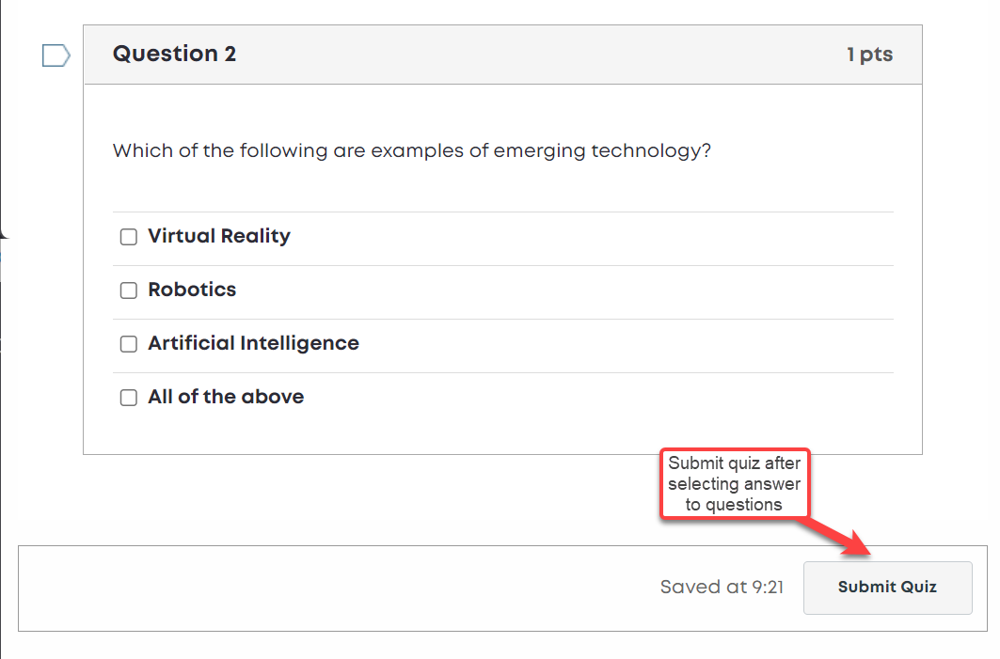 Question 2
1 pts
Which of the following are examples of emerging technology?
Virtual Reality
Robotics
Artificial Intelligence
All of the above
Submit quiz after
selecting answer
to questions
Saved at 9:21
Submit Quiz